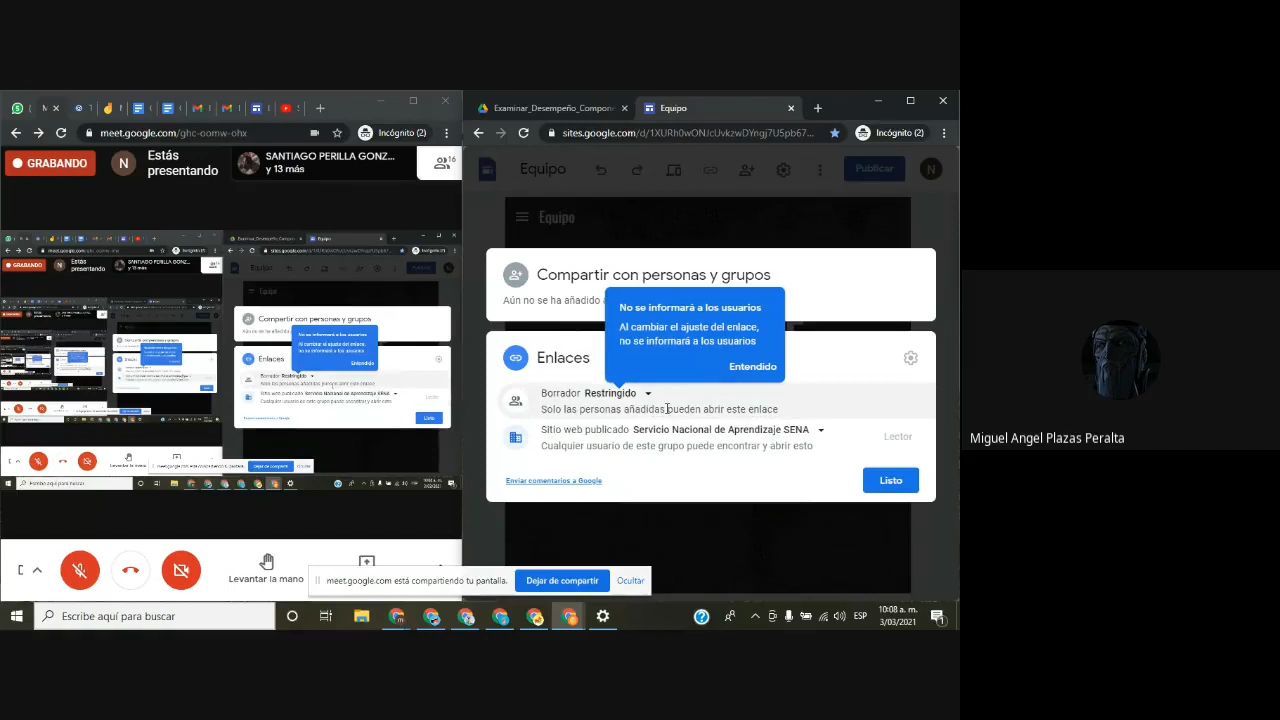 meet.google.com/ghc-oomw-ohx
Incógnito (2)
GRABANDO
N
Estás presentando
SANTIAGO PERILLA GONZ...
y 13 más
16
Levantar la mano
meet.google.com está compartiendo tu pantalla.
Dejar de compartir
Ocultar
Examinar_Desempeño_Compone
Equipo
sites.google.com/d/1XURh0wONJcUvkzwDYngj7U5pb67...
Incógnito (2)
Equipo
Publicar
N
Equipo
Compartir con personas y grupos
Aún no se ha añadido a
No se informará a los usuarios
Al cambiar el ajuste del enlace,
no se informará a los usuarios
Entendido
Enlaces
Borrador Restringido
Solo las personas añadidas pueden abrir este enlace
Sitio web publicado Servicio Nacional de Aprendizaje SENA
Cualquier usuario de este grupo puede encontrar y abrir esto
Lector
Enviar comentarios a Google
Listo
Escribe aquí para buscar
ESP
10:08 a. m.
3/03/2021
Miguel Angel Plazas Peralta